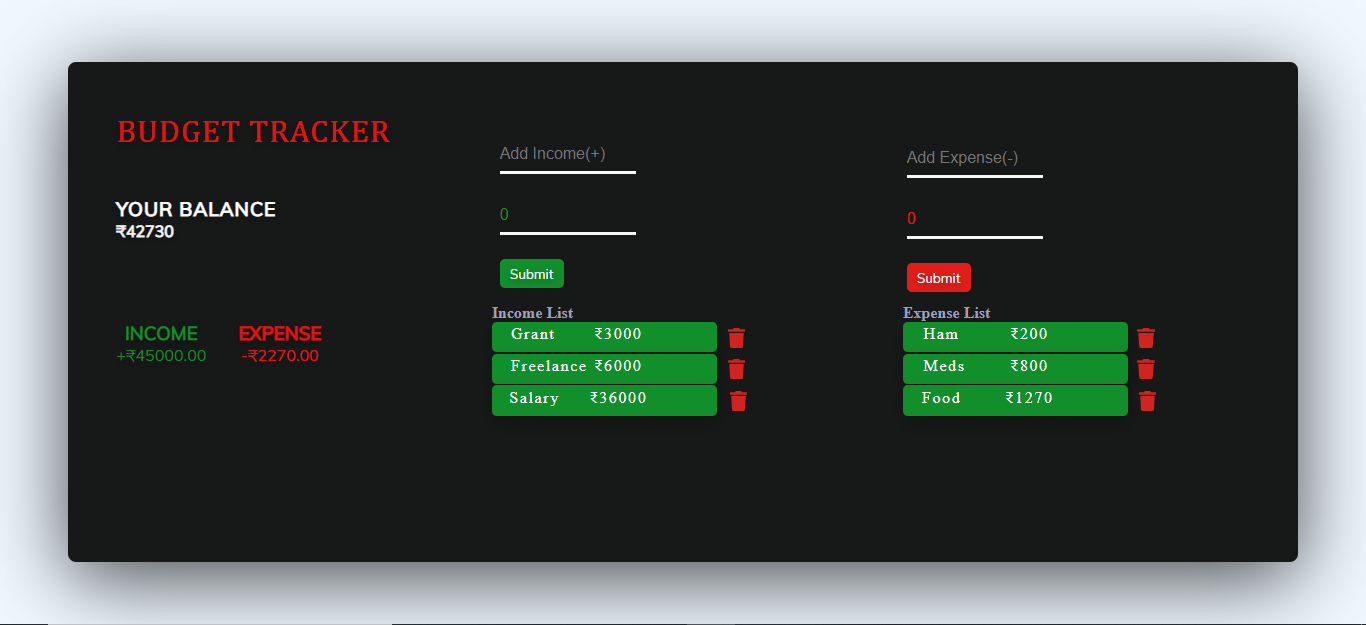 BUDGET TRACKER
YOUR BALANCE
₹42730
INCOME
+₹45000.00
EXPENSE
-₹2270.00
Add Income(+)
0
Submit
Income List
Grant ₹3000
Freelance ₹6000
Salary ₹36000
Add Expense(-)
0
Submit
Expense List
Ham ₹200
Meds ₹800
Food ₹1270